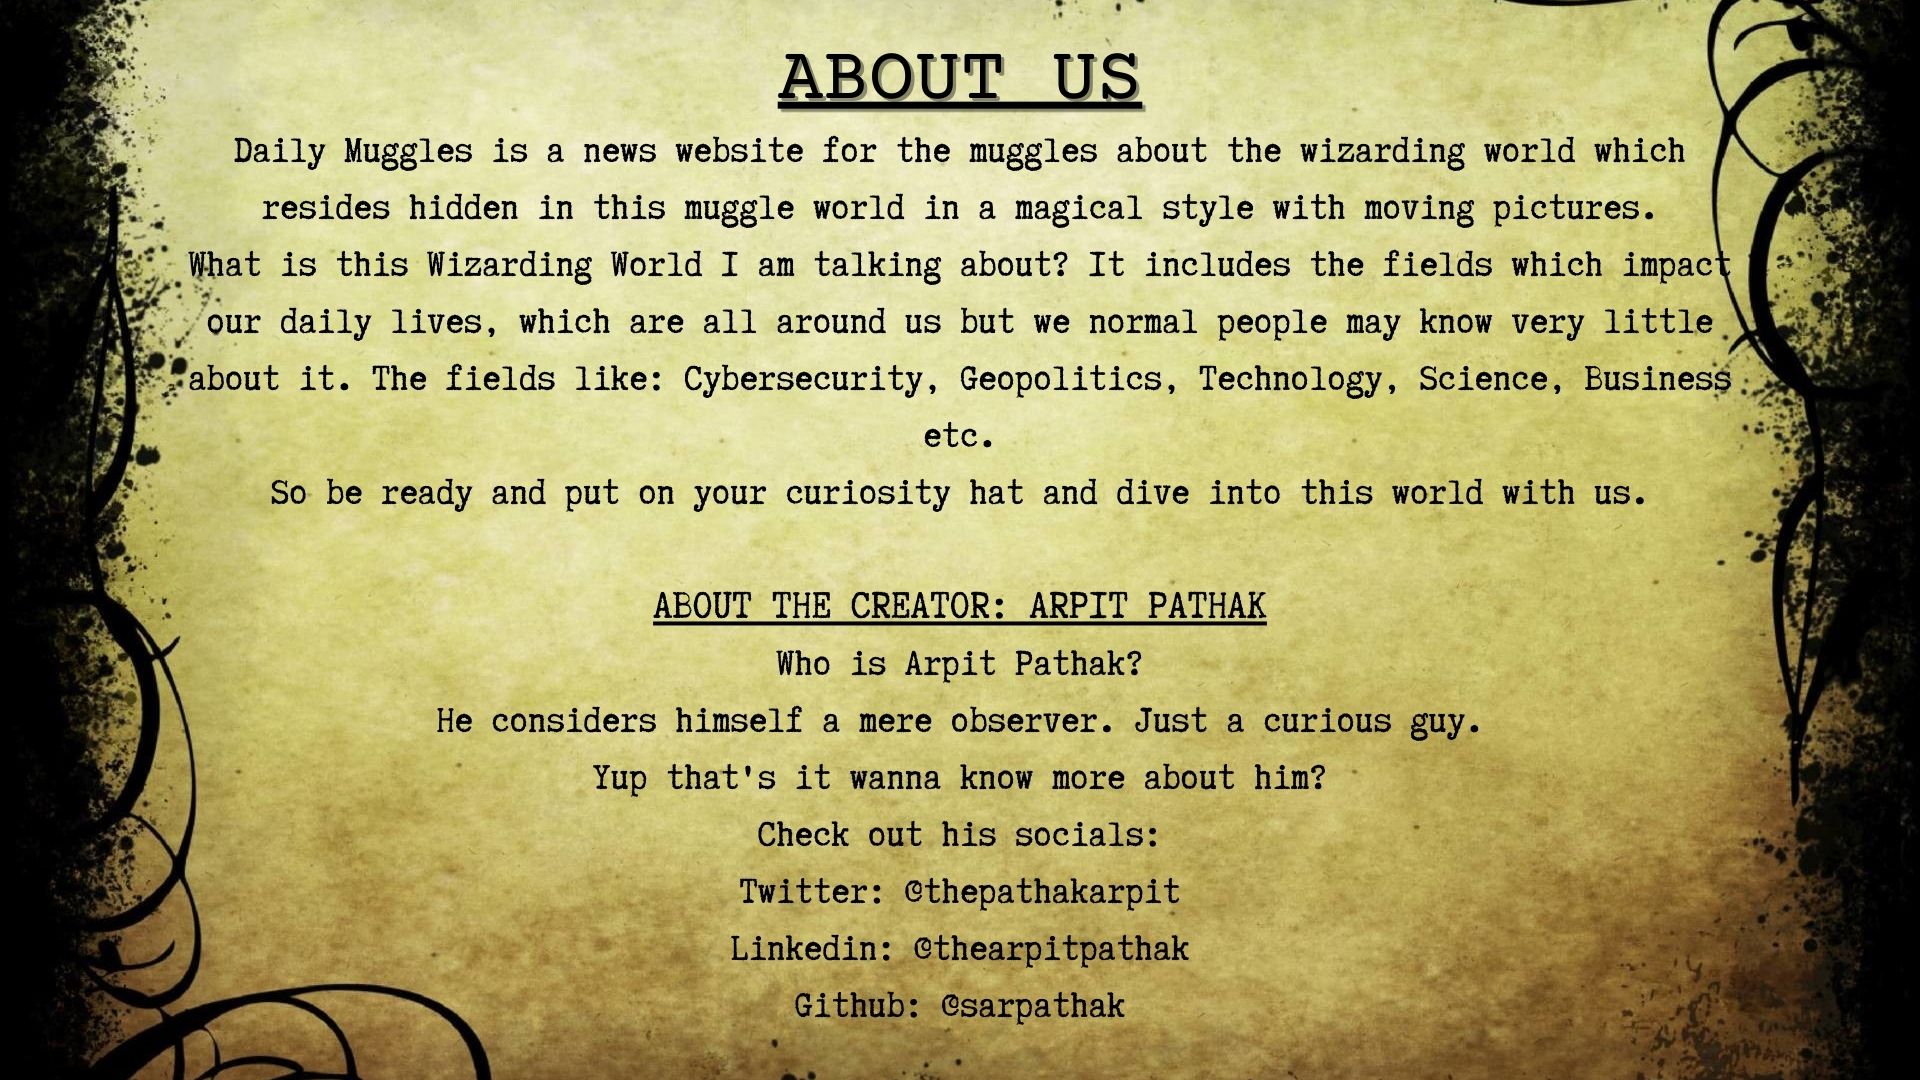 ABOUT US
Daily Muggles is a news website for the muggles about the wizarding world which
resides hidden in this muggle world in a magical style with moving pictures.
What is this Wizarding World I am talking about? It includes the fields which impact
our daily lives, which are all around us but we normal people may know very little
about it. The fields like: Cybersecurity, Geopolitics, Technology, Science, Business
etc.
So be ready and put on your curiosity hat and dive into this world with us.
ABOUT THE CREATOR: ARPIT PATHAK
Who is Arpit Pathak?
He considers himself a mere observer. Just a curious guy.
Yup that's it wanna know more about him?
Check out his socials:
Twitter: @thepathakarpit
Linkedin: @thearpitpathak
Github: @sarpathak